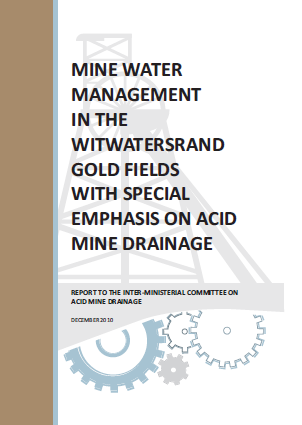 MINE WATER
MANAGEMENT
IN THE
WITWATERSRAND
GOLD FIELDS
WITH SPECIAL
EMPHASIS ON ACID
MINE DRAINAGE
REPORT TO THE INTER-MINISTERIAL COMMITTEE ON
ACID MINE DRAINAGE
DECEMBER 2010